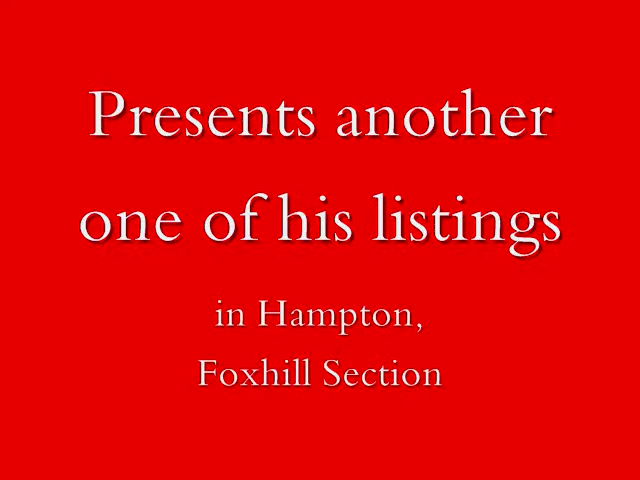 Presents another
one of his listings
in Hampton,
Foxhill Section